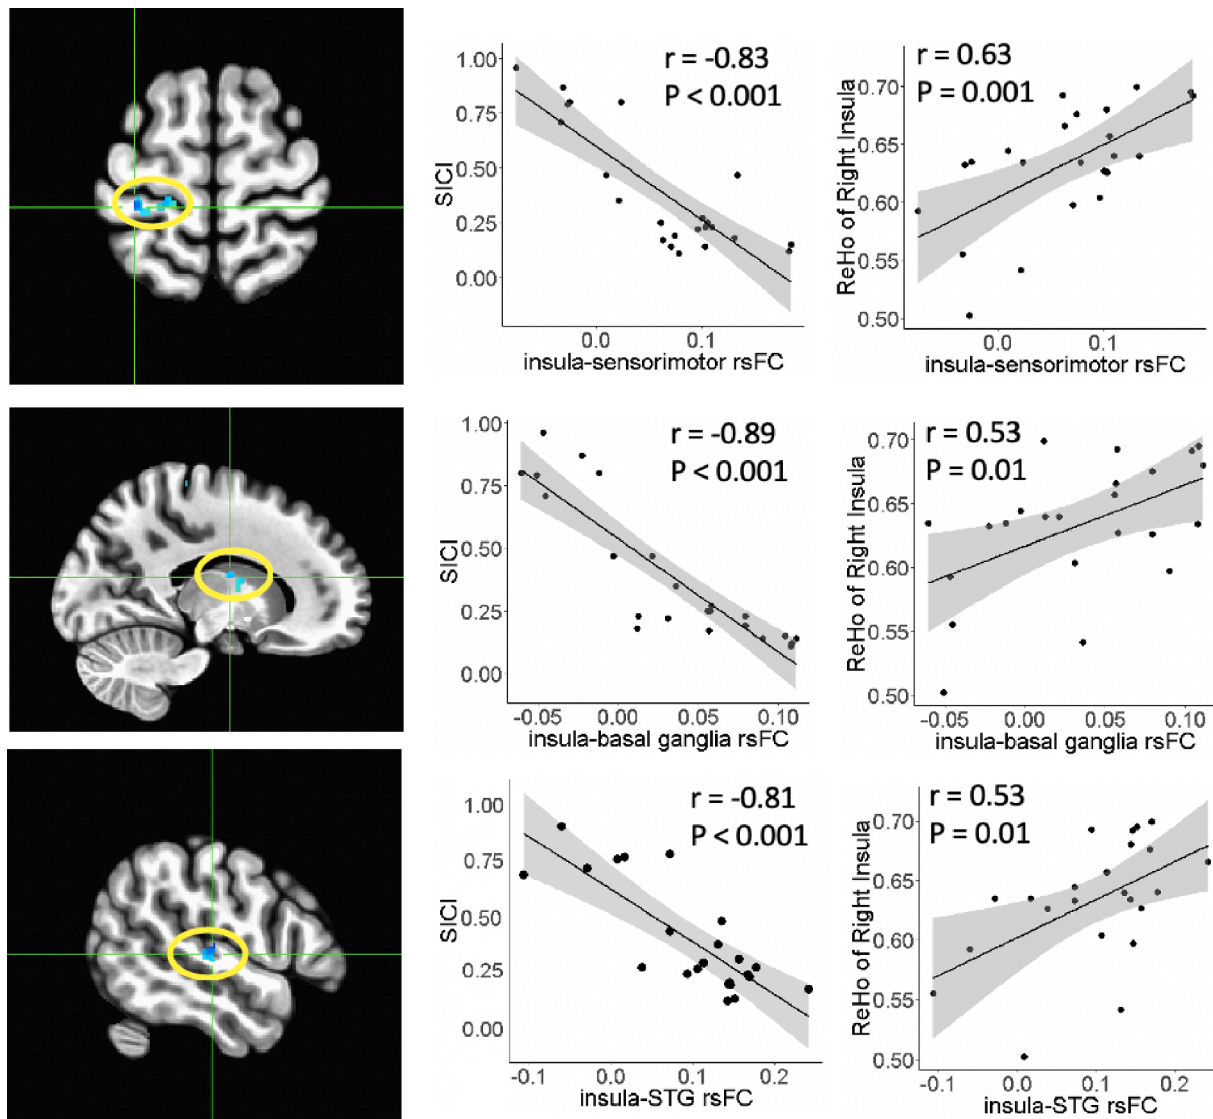 r = -0.83
P < 0.001
1.00
0.75
0.50
0.25
0.00
SICI
0.0
0.1
insula-sensorimotor rsFC
r = 0.63
P = 0.001
0.70
0.65
0.60
0.55
0.50
ReHo of Right Insula
0.0
0.1
insula-sensorimotor rsFC
r = -0.89
P < 0.001
1.00
0.75
0.50
0.25
0.00
SICI
-0.05
0.00
0.05
0.10
insula-basal ganglia rsFC
r = 0.53
P = 0.01
0.70
0.65
0.60
0.55
0.50
ReHo of Right Insula
-0.05
0.00
0.05
0.10
insula-basal ganglia rsFC
r = -0.81
P < 0.001
1.00
0.75
0.50
0.25
0.00
SICI
-0.1
0.0
0.1
0.2
insula-STG rsFC
r = 0.53
P = 0.01
0.70
0.65
0.60
0.55
0.50
ReHo of Right Insula
-0.1
0.0
0.1
0.2
insula-STG rsFC